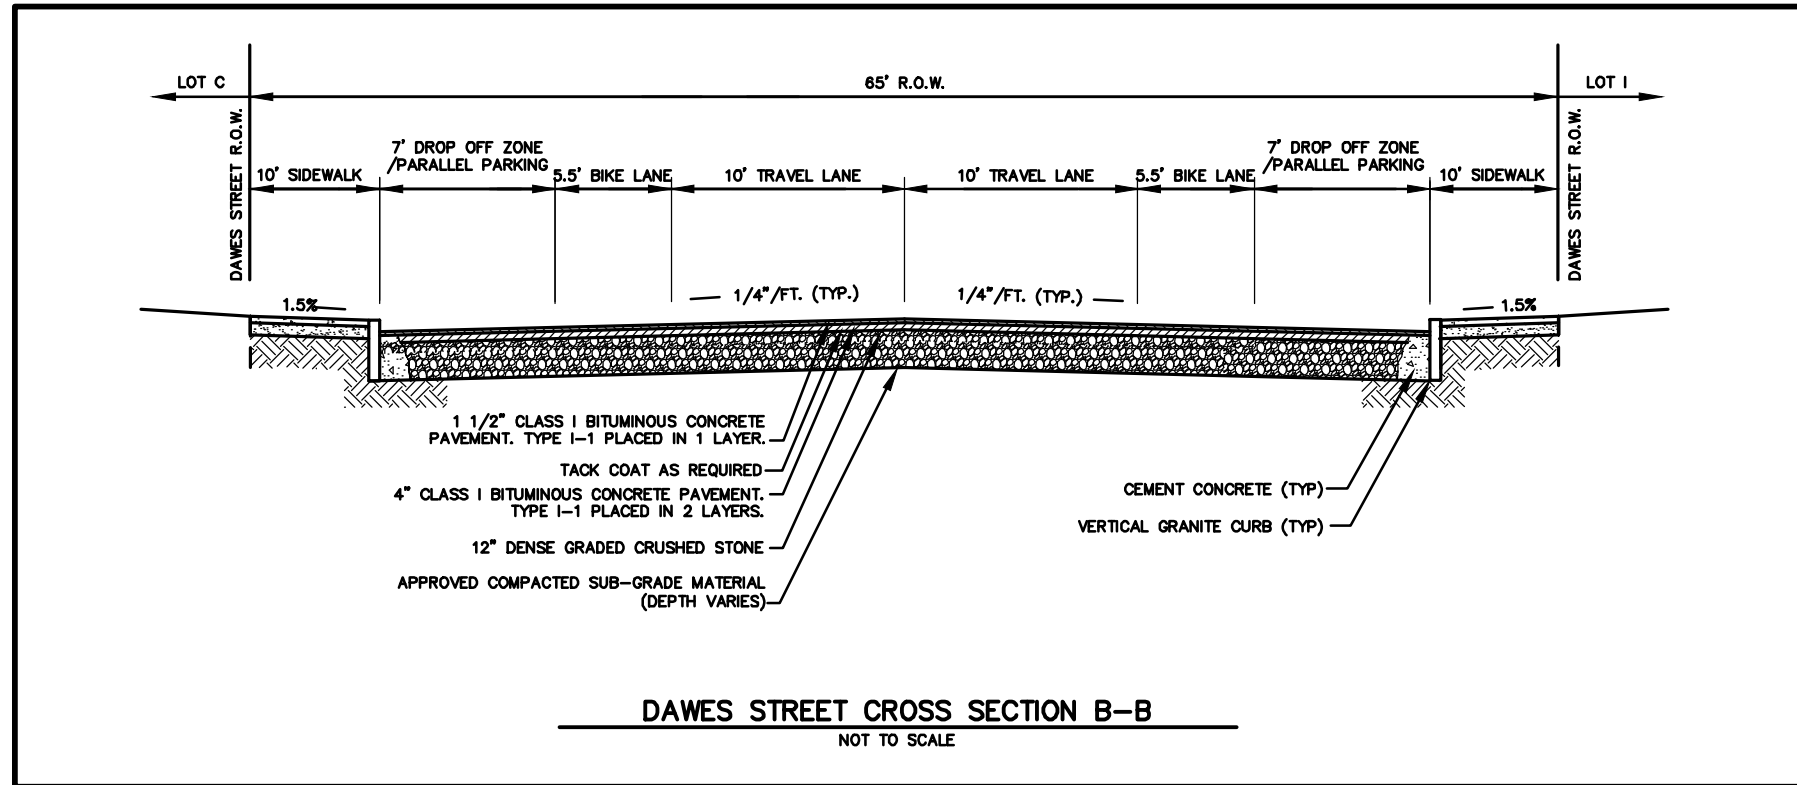 LOT C
65' R.O.W.
LOT I
DAWES STREET R.O.W.
10' SIDEWALK
7' DROP OFF ZONE
/PARALLEL PARKING
5.5' BIKE LANE
10' TRAVEL LANE
10' TRAVEL LANE
5.5' BIKE LANE
7' DROP OFF ZONE
/PARALLEL PARKING
10' SIDEWALK
DAWES STREET R.O.W.
1.5%
1/4"/FT. (TYP.)
1/4"/FT. (TYP.)
1.5%
1 1/2" CLASS I BITUMINOUS CONCRETE
PAVEMENT. TYPE I-1 PLACED IN 1 LAYER.
TACK COAT AS REQUIRED
4" CLASS I BITUMINOUS CONCRETE PAVEMENT.
TYPE I-1 PLACED IN 2 LAYERS.
12" DENSE GRADED CRUSHED STONE
APPROVED COMPACTED SUB-GRADE MATERIAL
(DEPTH VARIES)
CEMENT CONCRETE (TYP)
VERTICAL GRANITE CURB (TYP)
DAWES STREET CROSS SECTION B-B
NOT TO SCALE